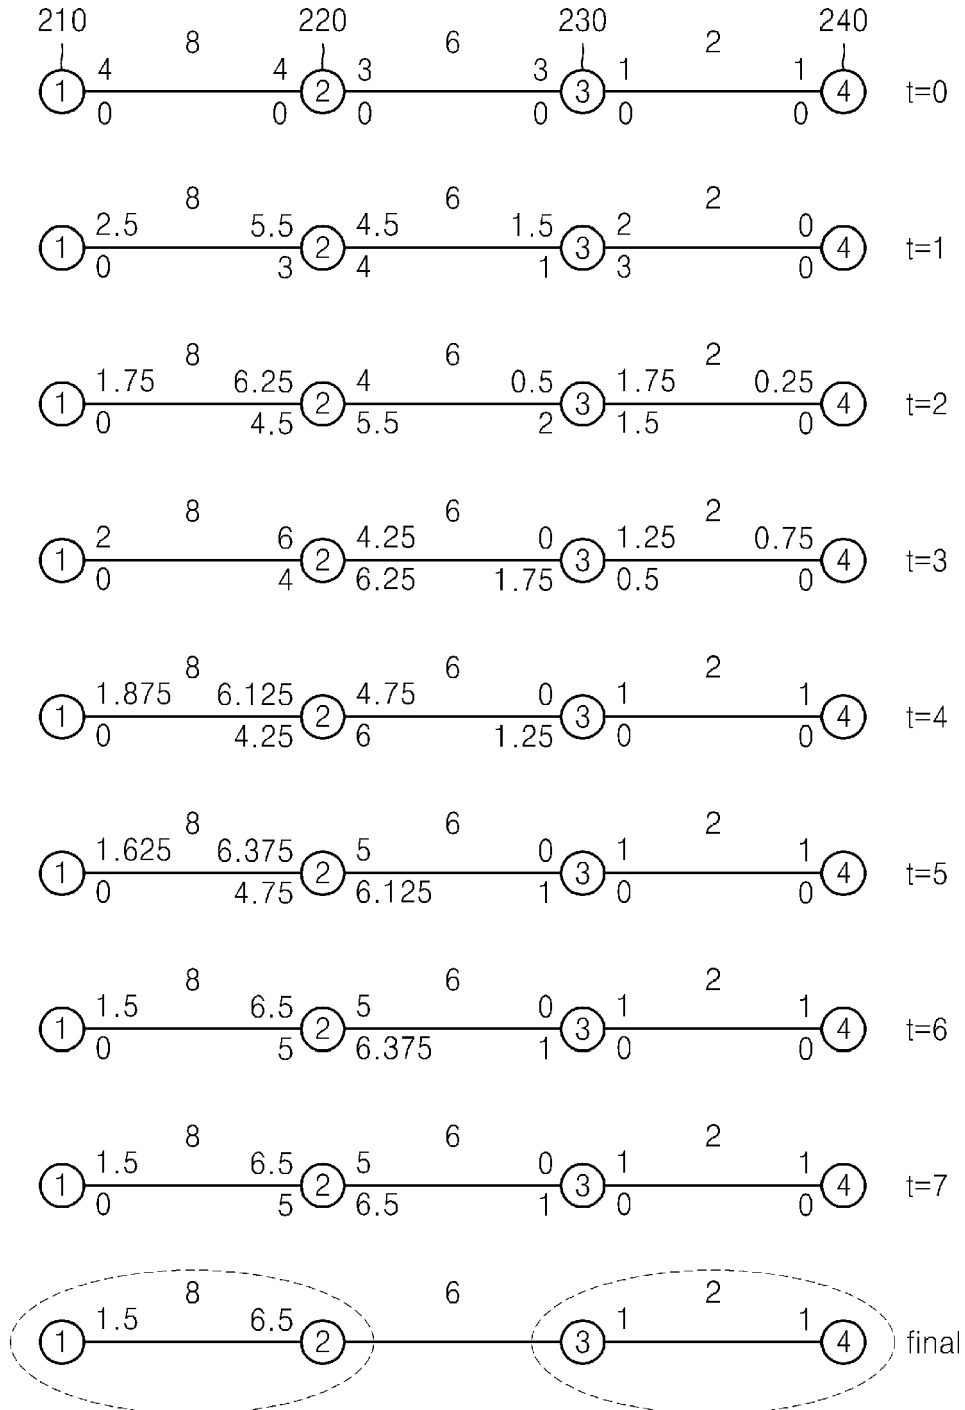 210 220 230 240
8 6 2
4 4 3 3 1 1
1 2 3 4 t=0
0 0 0 0 0 0
8 6 2
2.5 5.5 4.5 1.5 2 0
1 2 3 4 t=1
0 3 4 1 3 0
8 6 2
1.75 6.25 4 0.5 1.75 0.25
1 2 3 4 t=2
0 4.5 5.5 2 1.5 0
8 6 2
2 6 4.25 0 1.25 0.75
1 2 3 4 t=3
0 4 6.25 1.75 0.5 0
8 6 2
1.875 6.125 4.75 0 1 1
1 2 3 4 t=4
0 4.25 6 1.25 0 0
8 6 2
1.625 6.375 5 0 1 1
1 2 3 4 t=5
0 4.75 6.125 1 0 0
8 6 2
1.5 6.5 5 0 1 1
1 2 3 4 t=6
0 5 6.375 1 0 0
8 6 2
1.5 6.5 5 0 1 1
1 2 3 4 t=7
0 5 6.5 1 0 0
8 6 2
1.5 6.5 1 1
1 2 3 4 final